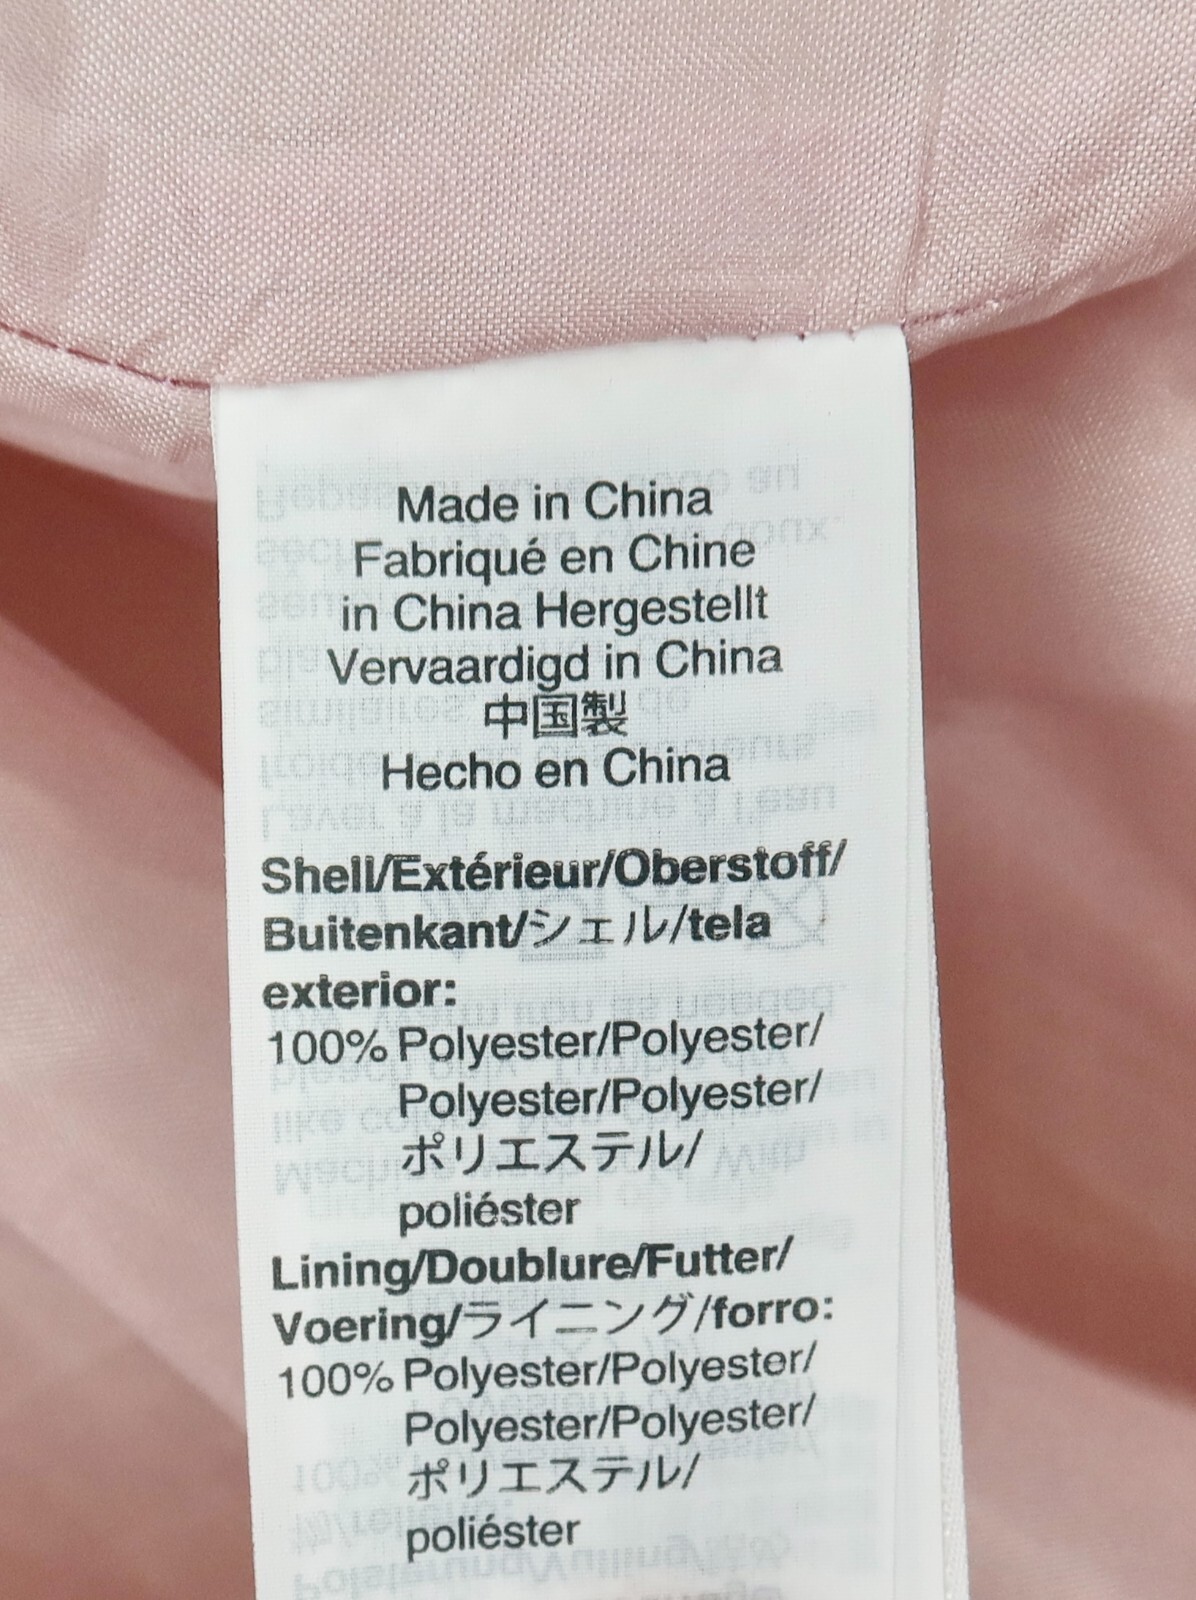 Made in China
Fabriqué en Chine
in China Hergestellt
Vervaardigd in China
中国製
Hecho en China
Shell/Extérieur/Oberstoff/
Buitenkant/シェル/tela
exterior:
100% Polyester/Polyester/
Polyester/Polyester/
ポリエステル/
poliéster
Lining/Doublure/Futter/
Voering/ライニング/forro:
100% Polyester/Polyester/
Polyester/Polyester/
ポリエステル/
poliéster